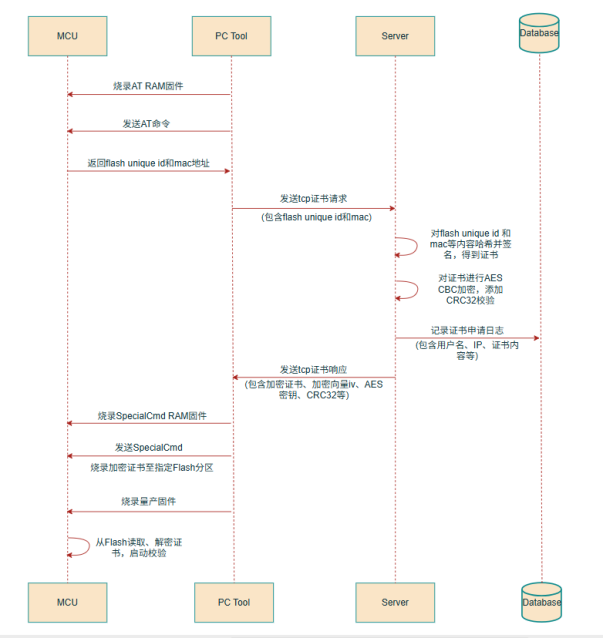 MCU
PC Tool
Server
Database
烧录AT RAM固件
发送AT命令
返回flash unique id和mac地址
发送tcp证书请求
(包含flash unique id和mac)
对flash unique id 和
mac等内容哈希并签
名，得到证书
对证书进行AES
CBC加密，添加
CRC32校验
记录证书申请日志
(包含用户名、IP、证书内
容等)
发送tcp证书响应
(包含加密证书、加密向量iv、AES
密钥、CRC32等)
烧录SpecialCmd RAM固件
发送SpecialCmd
烧录加密证书至指定Flash分区
烧录量产固件
从Flash读取、解密证
书，启动校验
MCU
PC Tool
Server
Database